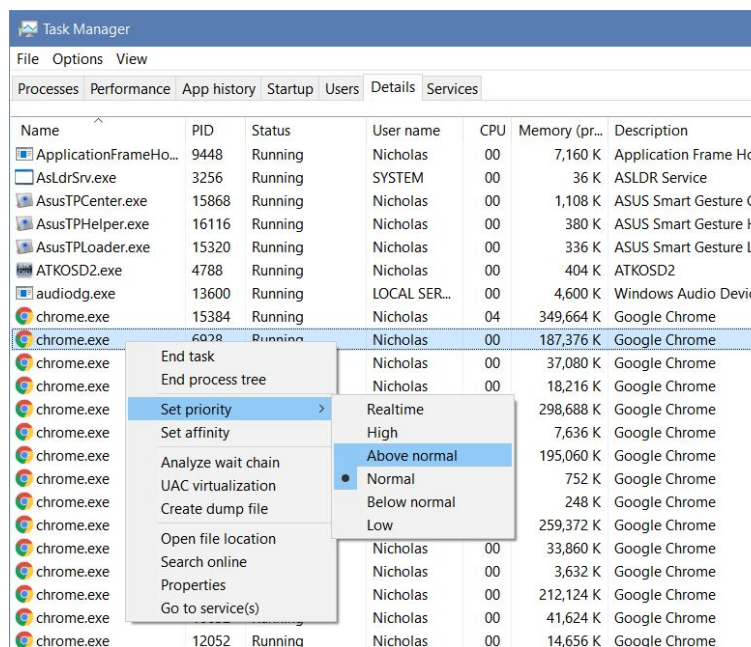 Task Manager
File Options View
Processes Performance App history Startup Users Details Services
Name PID Status User name CPU Memory (pr... Description
ApplicationFrameHo... 9448 Running Nicholas 00 7,160 K Application Frame Ho
AsLdrSrv.exe 3256 Running SYSTEM 00 36 K ASLDR Service
AsusTPCenter.exe 15868 Running Nicholas 00 1,108 K ASUS Smart Gesture
AsusTPHelper.exe 16116 Running Nicholas 00 380 K ASUS Smart Gesture
AsusTPLoader.exe 15320 Running Nicholas 00 336 K ASUS Smart Gesture
ATKOSD2.exe 4788 Running Nicholas 00 404 K ATKOSD2
audiodg.exe 13600 Running LOCAL SER... 00 4,600 K Windows Audio Devi
chrome.exe 15384 Running Nicholas 04 349,664 K Google Chrome
chrome.exe 6928 Running Nicholas 00 187,376 K Google Chrome
chrome.exe End task Nicholas 00 37,080 K Google Chrome
chrome.exe End process tree Nicholas 00 18,216 K Google Chrome
chrome.exe Set priority > Realtime 298,688 K Google Chrome
chrome.exe Set affinity High 7,636 K Google Chrome
chrome.exe Analyze wait chain Above normal 195,060 K Google Chrome
chrome.exe UAC virtualization Normal 752 K Google Chrome
chrome.exe Create dump file Below normal 248 K Google Chrome
chrome.exe Low 259,372 K Google Chrome
chrome.exe Open file location Nicholas 00 33,860 K Google Chrome
chrome.exe Search online Nicholas 00 3,632 K Google Chrome
chrome.exe Properties Nicholas 00 212,124 K Google Chrome
chrome.exe Go to service(s) Nicholas 00 41,624 K Google Chrome
chrome.exe 12052 Running Nicholas 00 14,656 K Google Chrome